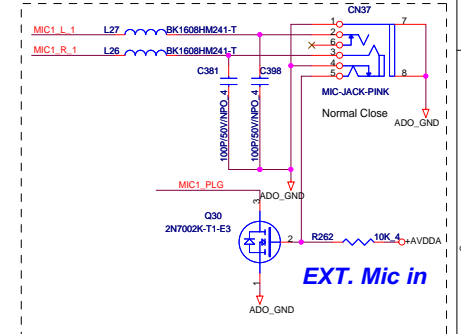 CN37
MIC1_L_1 L27 BK1608HM241-T
MIC1_R_1 L26 BK1608HM241-T
1
2
6
3
4
5
7
8
C381
C398
100P/50V/NPO_4
100P/50V/NPO_4
MIC-JACK-PINK
Normal Close
ADO_GND
MIC1_PLG
ADO_GND
Q30
2N7002K-T1-E3
3
2
1
R262 10K_4 +AVDDA
EXT. Mic in
ADO_GND